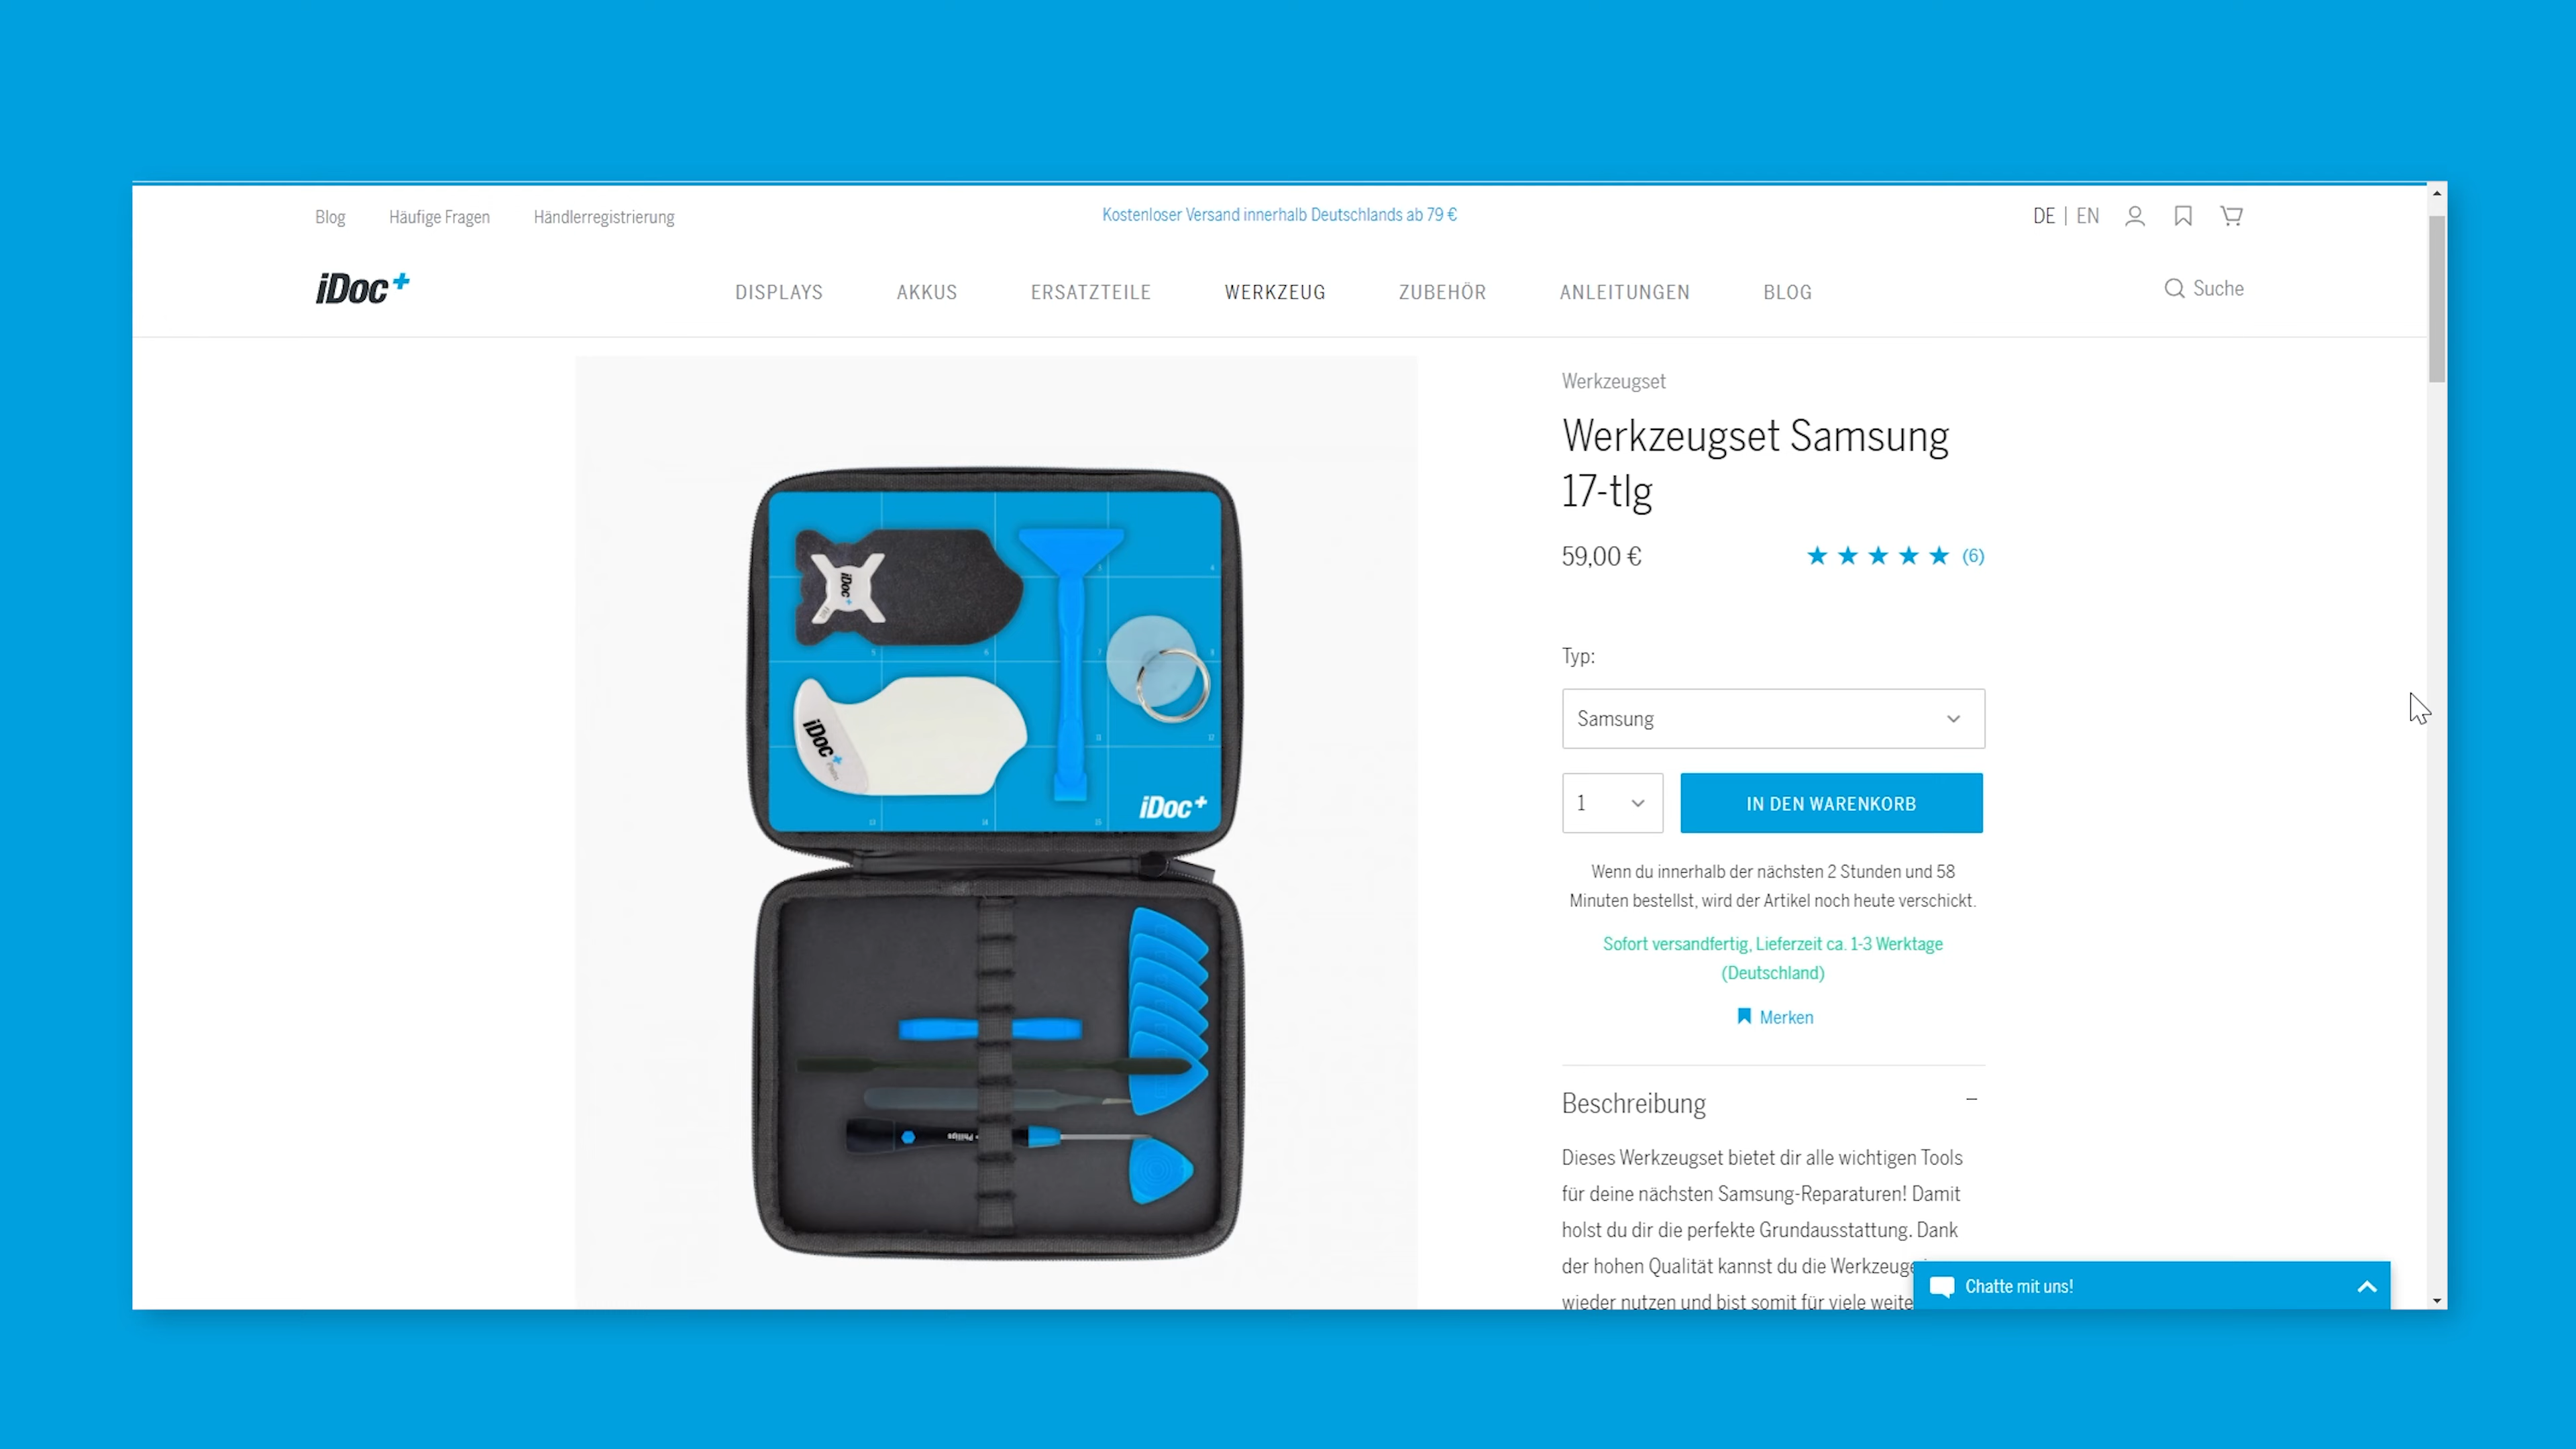 Blog Häufige Fragen Händlerregistrierung
Kostenloser Versand innerhalb Deutschlands ab 79 €
DE | EN
iDoc+
DISPLAYS AKKUS ERSATZTEILE WERKZEUG ZUBEHÖR ANLEITUNGEN BLOG
Suche
Werkzeugset
Werkzeugset Samsung
17-tlg
59,00 €
(6)
Typ:
Samsung
1
IN DEN WARENKORB
Wenn du innerhalb der nächsten 2 Stunden und 58
Minuten bestellst, wird der Artikel noch heute verschickt.
Sofort versandfertig, Lieferzeit ca. 1-3 Werktage
(Deutschland)
Merken
Beschreibung
Dieses Werkzeugset bietet dir alle wichtigen Tools
für deine nächsten Samsung-Reparaturen! Damit
holst du dir die perfekte Grundausstattung. Dank
der hohen Qualität kannst du die Werkzeuge
wieder nutzen und bist somit für viele weite
Chatte mit uns!
iDoc+
iDoc+
iDoc+
Phillips